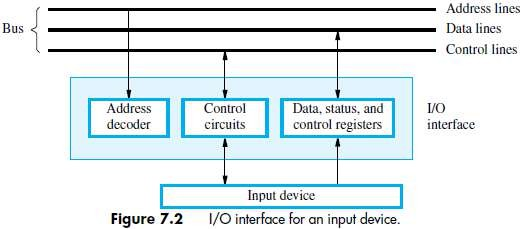 Address lines
Bus
Data lines
Control lines
Address
decoder
Control
circuits
Data, status, and
control registers
I/O
interface
Input device
Figure 7.2 I/O interface for an input device.